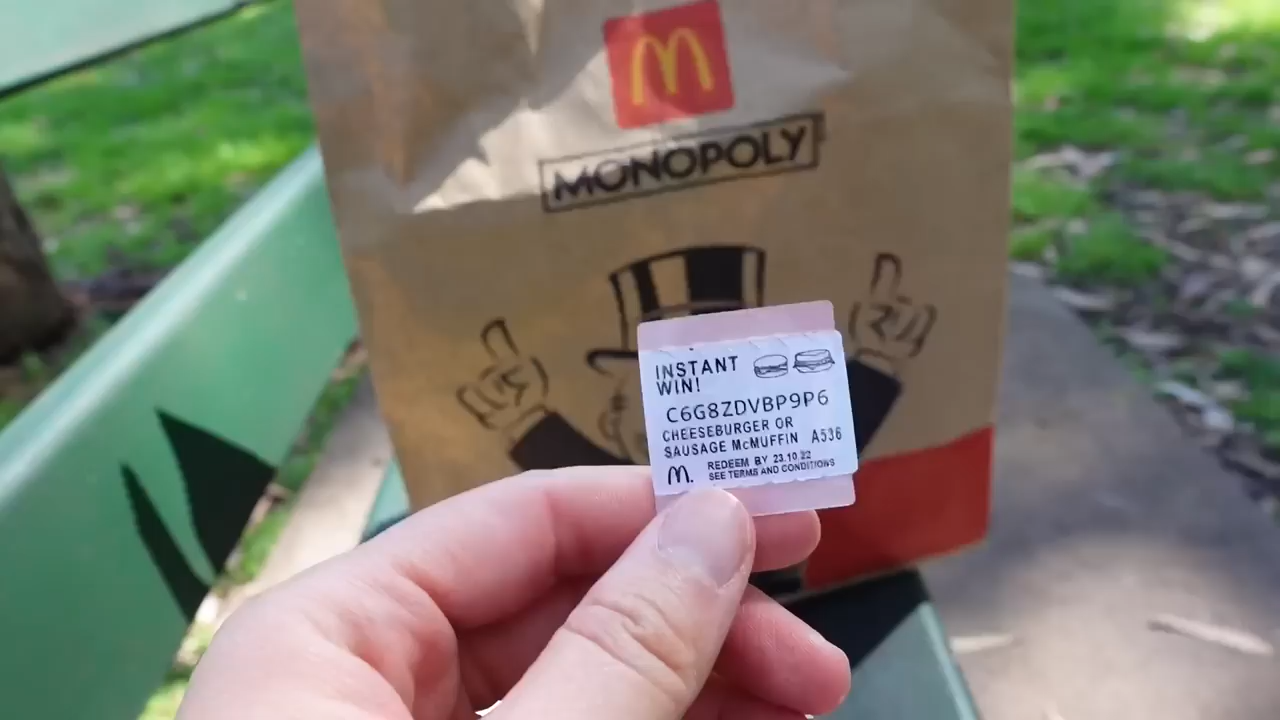 M
MONOPOLY
INSTANT
WIN!
C6G8ZDVBP9P6
CHEESEBURGER OR
SAUSAGE McMUFFIN A536
M.
REDEEM BY 23.10.22
SEE TERMS AND CONDITIONS